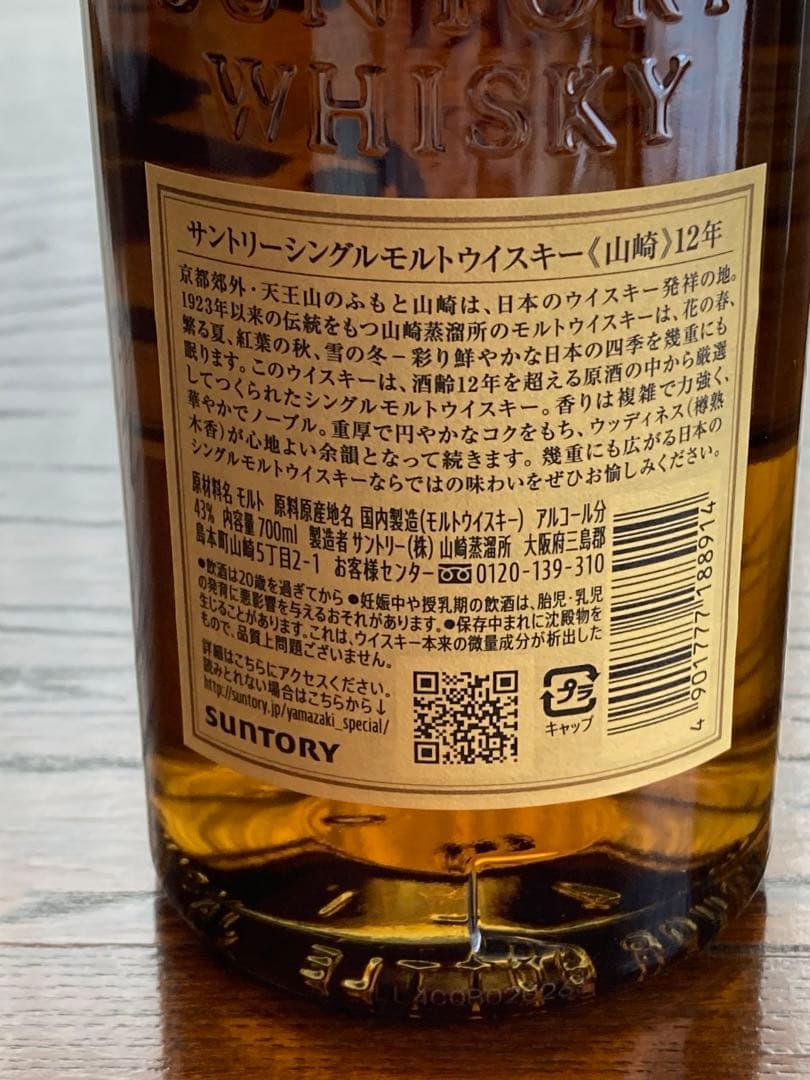 SUNTORY
WHISKY
サントリーシングルモルトウイスキー《山崎》12年
京都郊外・天王山のふもと山崎は、日本のウイスキー発祥の地。
1923年以来の伝統をもつ山崎蒸溜所のモルトウイスキーは、花の春、
繁る夏、紅葉の秋、雪の冬－彩り鮮やかな日本の四季を幾重にも
眠ります。このウイスキーは、酒齢12年を超える原酒の中から厳選
してつくられたシングルモルトウイスキー。香りは複雑で力強く、
華やかでノーブル。重厚で円やかなコクをもち、ウッディネス(樽熟
木香)が心地よい余韻となって続きます。幾重にも広がる日本の
シングルモルトウイスキーならではの味わいをぜひお愉しみください。
原材料名 モルト 原料原産地名 国内製造(モルトウイスキー) アルコール分
43% 内容量700ml 製造者 サントリー(株) 山崎蒸溜所 大阪府三島郡
島本町山崎5丁目2-1 お客様センター 0120-139-310
●飲酒は20歳を過ぎてから ●妊娠中や授乳期の飲酒は、胎児・乳児
の発育に悪影響を与えるおそれがあります。●保存中まれに沈殿物を
生じることがあります。これは、ウイスキー本来の微量成分が析出した
もので、品質上問題ございません。
詳細はこちらにアクセスください。
読みとれない場合はこちらから↓
http://suntory.jp/yamazaki_special/
SUNTORY
プラ
キャップ
4 901777 188914